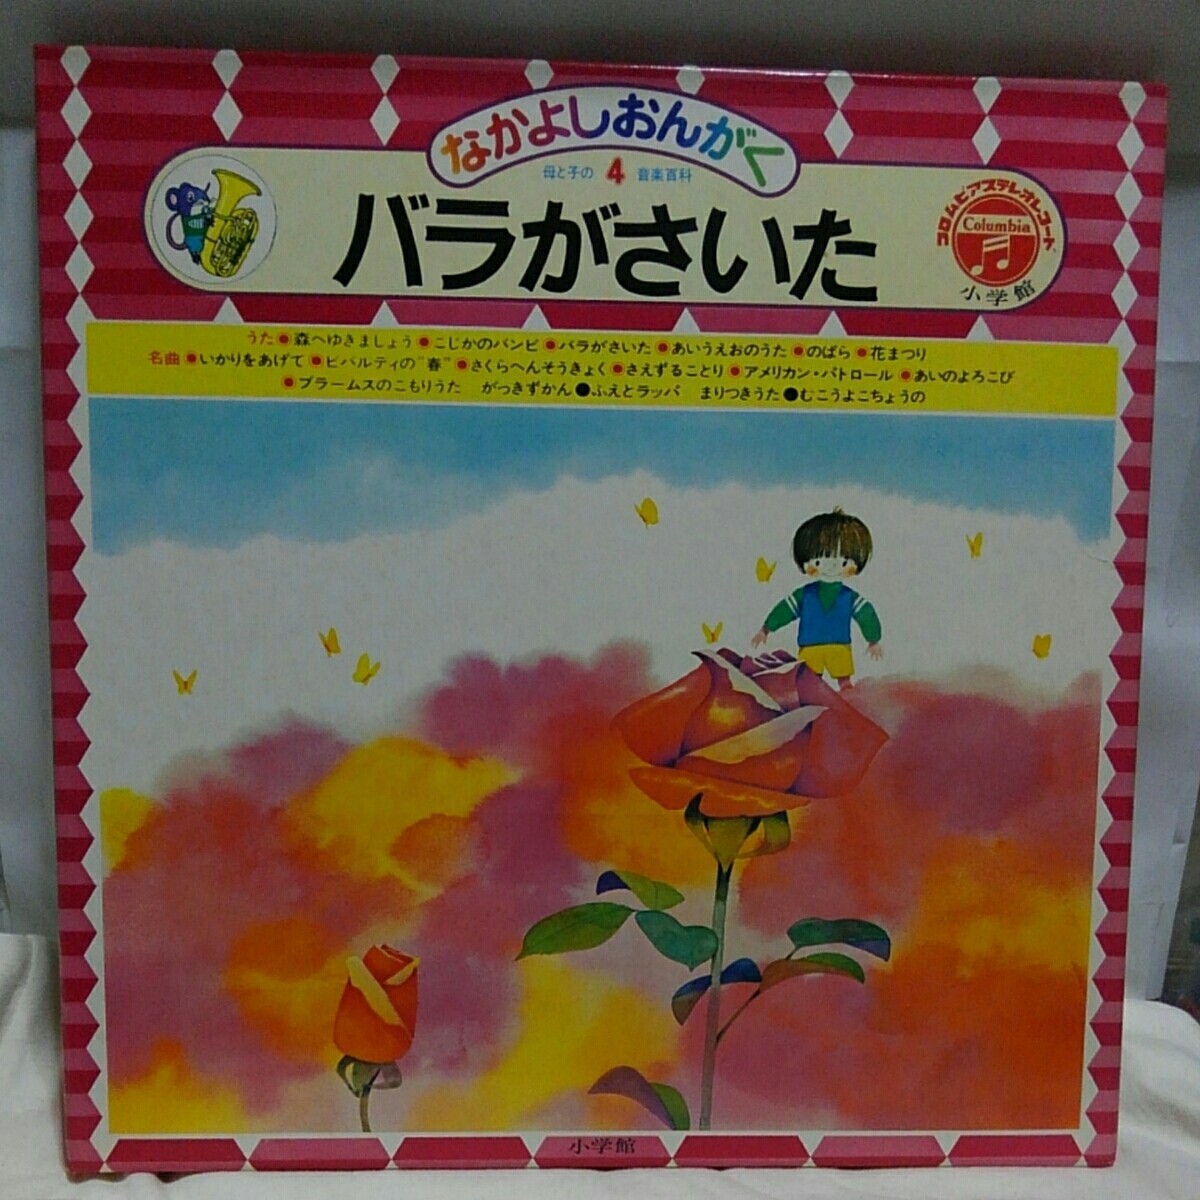 なかよしおんがく
母と子の 4 音楽百科
バラがさいた
コロムビアステレオレコード
Columbia
小学館
うた ●森へゆきましょう ●こじかのバンビ ●バラがさいた ●あいうえおのうた ●のばら ●花まつり
名曲 ●いかりをあげて ●ビバルディの“春” ●さくらへんそうきょく ●さえずることり ●アメリカン・パトロール ●あいのよろこび
●ブラームスのこもりうた がっきずかん ●ふえとラッパ まりつきうた ●むこうよこちょうの
小学館